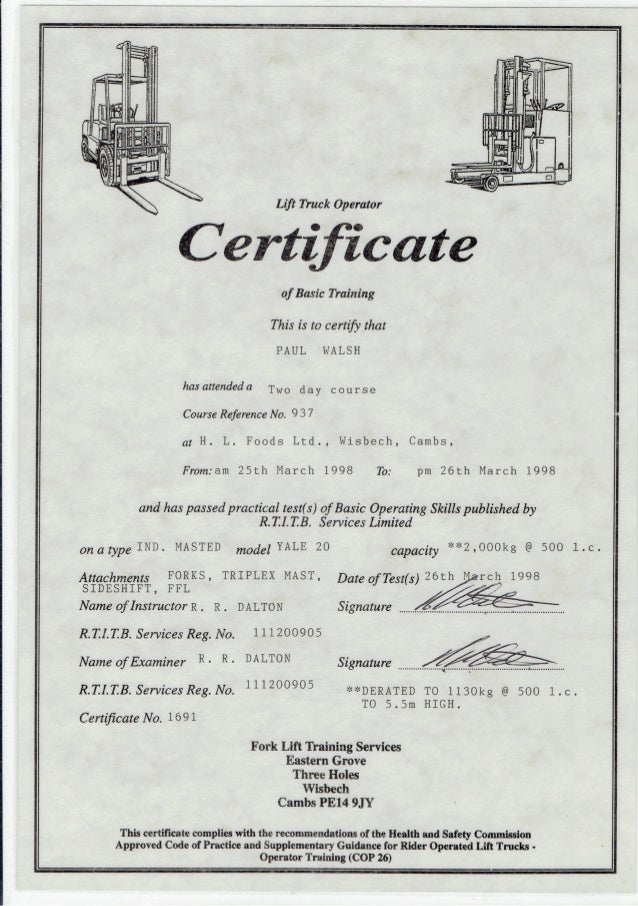 Lift Truck Operator
Certificate
of Basic Training
This is to certify that
PAUL WALSH
has attended a Two day course
Course Reference No. 937
at H. L. Foods Ltd., Wisbech, Cambs,
From: am 25th March 1998 To: pm 26th March 1998
and has passed practical test(s) of Basic Operating Skills published by
R.T.I.T.B. Services Limited
on a type IND. MASTED model YALE 20 capacity **2,000kg @ 500 l.c.
Attachments FORKS, TRIPLEX MAST, Date of Test(s) 26th March 1998
SIDESHIFT, FFL
Name of Instructor R. R. DALTON Signature
R.T.I.T.B. Services Reg. No. 111200905
Name of Examiner R. R. DALTON Signature
R.T.I.T.B. Services Reg. No. 111200905 **DERATED TO 1130kg @ 500 l.c.
TO 5.5m HIGH.
Certificate No. 1691
Fork Lift Training Services
Eastern Grove
Three Holes
Wisbech
Cambs PE14 9JY
This certificate complies with the recommendations of the Health and Safety Commission
Approved Code of Practice and Supplementary Guidance for Rider Operated Lift Trucks -
Operator Training (COP 26)